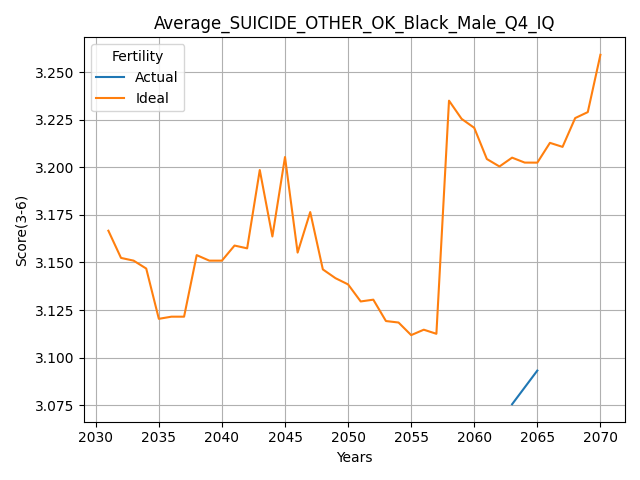 Average_SUICIDE_OTHER_OK_Black_Male_Q4_IQ
Fertility
Actual
Ideal
Score(3-6)
3.250
3.225
3.200
3.175
3.150
3.125
3.100
3.075
2030 2035 2040 2045 2050 2055 2060 2065 2070
Years